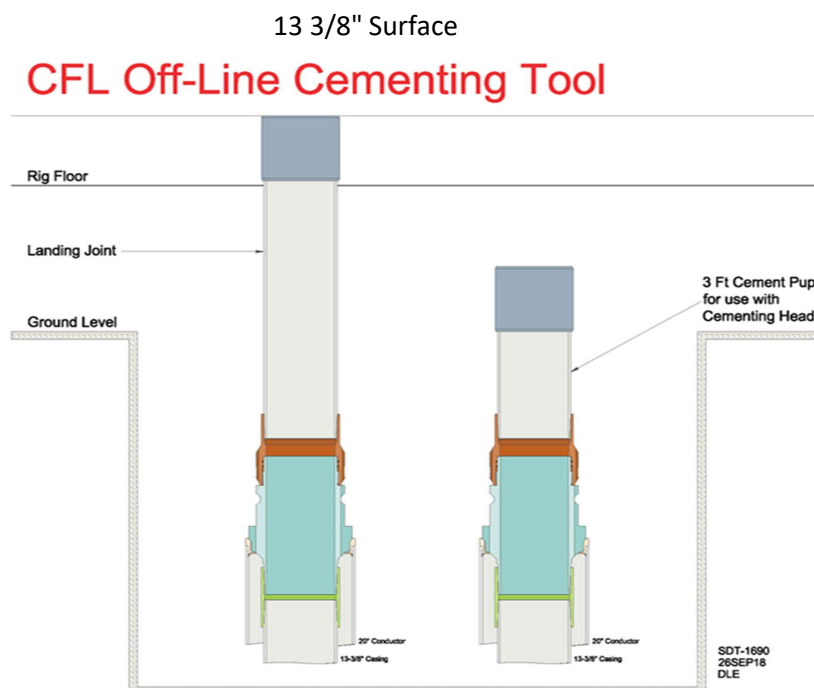 13 3/8" Surface
CFL Off-Line Cementing Tool
Rig Floor
Landing Joint
Ground Level
3 Ft Cement Pup
for use with
Cementing Head
20" Conductor
13-3/8" Casing
20" Conductor
13-3/8" Casing
SDT-1690
26SEP18
DLE